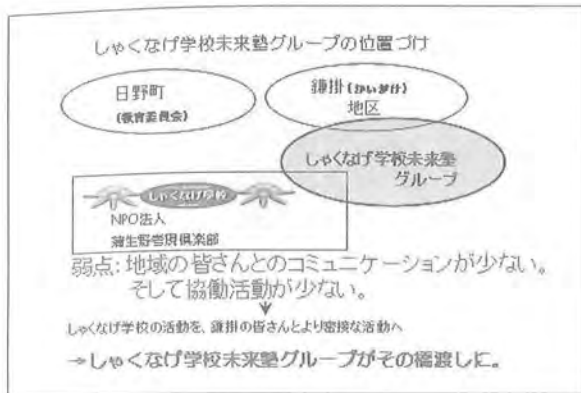 しゃくなげ学校未来塾グループの位置づけ
日野町
(教育委員会)
鎌掛(かいがけ)
地区
しゃくなげ学校未来塾
グループ
しゃくなげ学校
NPO法人
蒲生野考現倶楽部
弱点:地域の皆さんとのコミュニケーションが少ない。
そして協働活動が少ない。
しゃくなげ学校の活動を、鎌掛の皆さんとより密接な活動へ
→しゃくなげ学校未来塾グループがその橋渡しに。